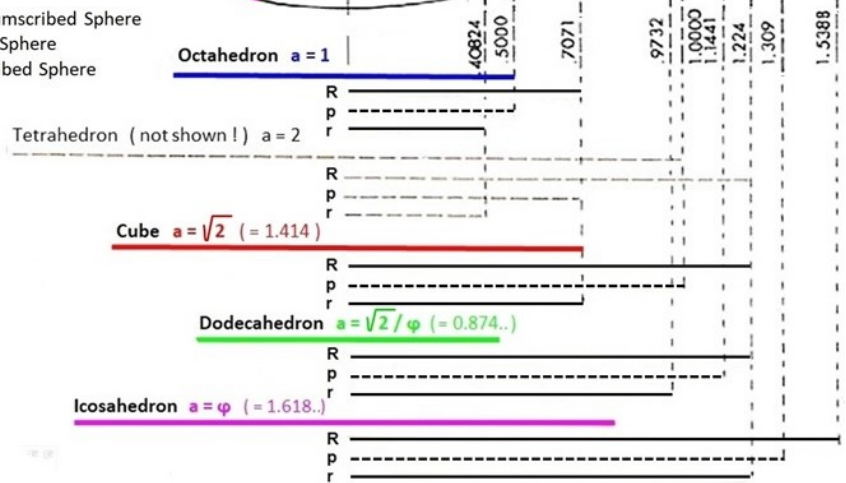 mscribed Sphere
Sphere
bed Sphere
.40824
.5000
.7071
.9732
1.0000
1.1441
1.224
1.309
1.5388
Octahedron a = 1
R
p
r
Tetrahedron ( not shown ! ) a = 2
R
p
r
Cube a = √2 ( = 1.414 )
R
p
r
Dodecahedron a = √2 / φ (= 0.874..)
R
p
r
Icosahedron a = φ ( = 1.618..)
R
p
r